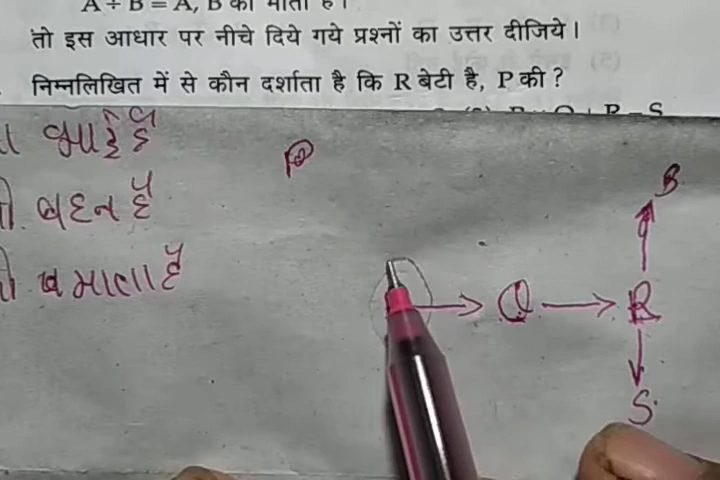 A ÷ B = A, B की माता है।
तो इस आधार पर नीचे दिये गये प्रश्नों का उत्तर दीजिये।
निम्नलिखित में से कौन दर्शाता है कि R बेटी है, P की ?
भाई है
P
B
बहन है
माता है
Q → R
S